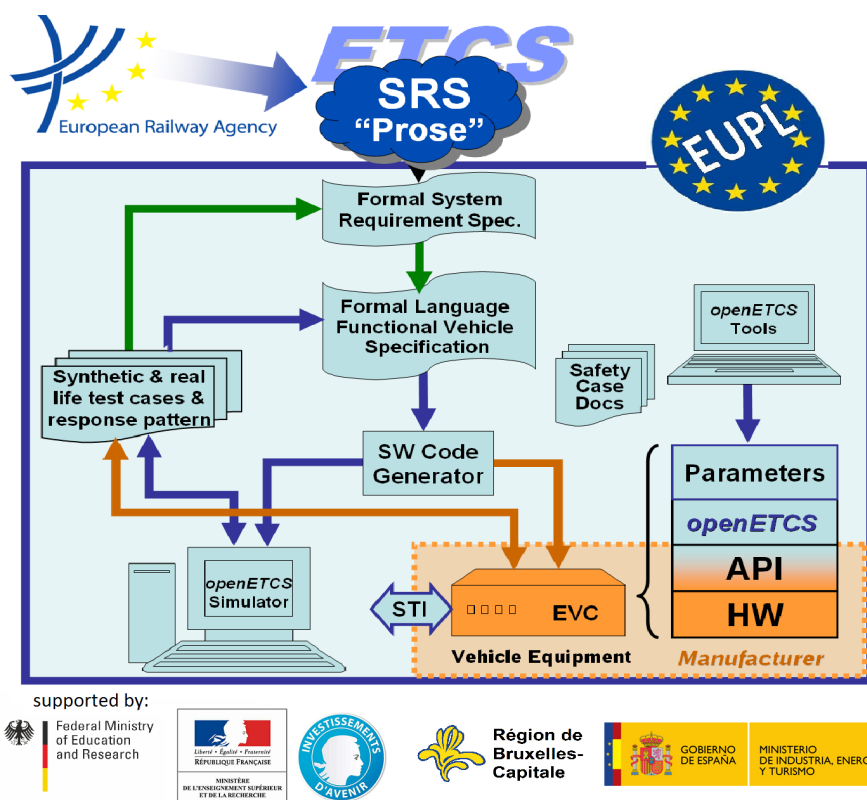 ETCS
SRS
“Prose”
European Railway Agency
EUPL
Formal System
Requirement Spec.
Formal Language
Functional Vehicle
Specification
openETCS
Tools
Synthetic & real
life test cases &
response pattern
Safety
Case
Docs
SW Code
Generator
Parameters
openETCS
API
HW
openETCS
Simulator
STI
EVC
Vehicle Equipment
Manufacturer
supported by:
Federal Ministry
of Education
and Research
Liberté • Égalité • Fraternité
RÉPUBLIQUE FRANÇAISE
MINISTÈRE
DE L'ENSEIGNEMENT SUPÉRIEUR
ET DE LA RECHERCHE
INVESTISSEMENTS
D'AVENIR
Région de
Bruxelles-
Capitale
GOBIERNO
DE ESPAÑA
MINISTERIO
DE INDUSTRIA, ENERG
Y TURISMO